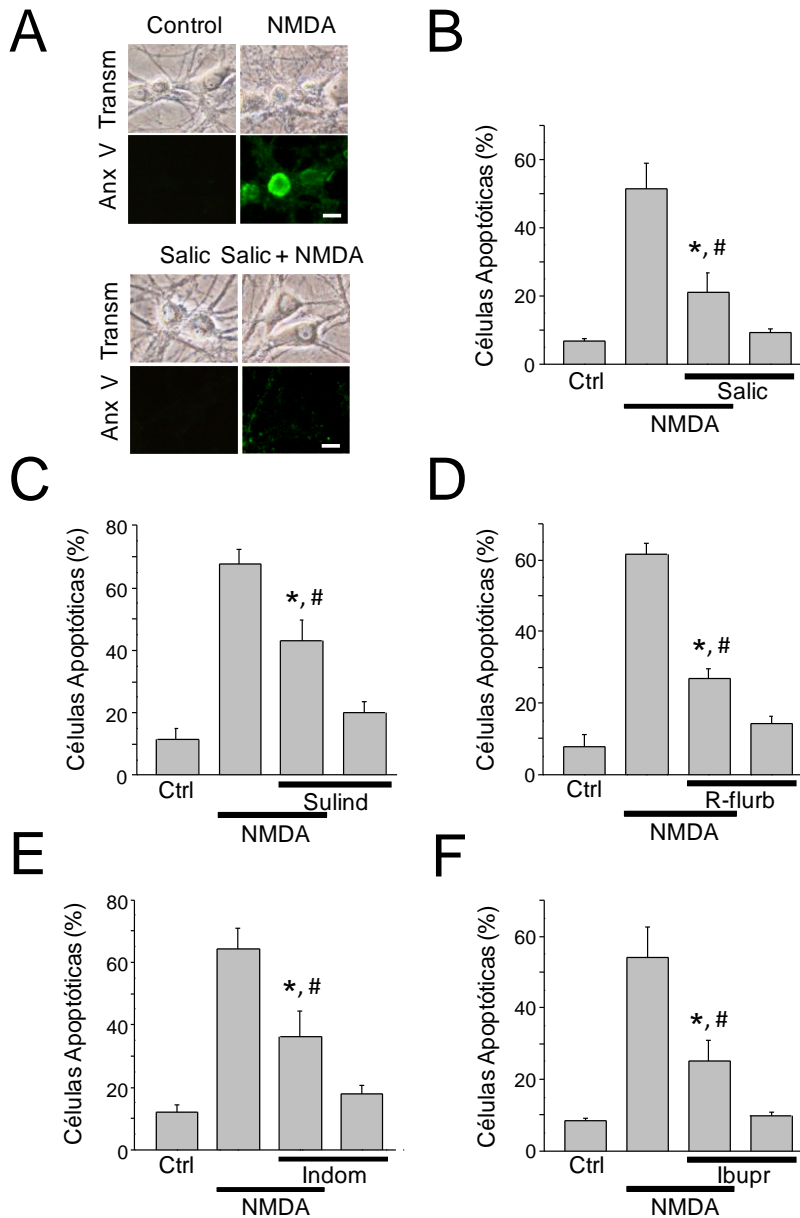 A
Control NMDA
Transm
Anx V
Salic Salic + NMDA
Transm
Anx V
B
Células Apoptóticas (%)
60
40
20
0
*, #
Ctrl
Salic
NMDA
C
Células Apoptóticas (%)
80
60
40
20
0
*, #
Ctrl
Sulind
NMDA
D
Células Apoptóticas (%)
60
40
20
0
*, #
Ctrl
R-flurb
NMDA
E
Células Apoptóticas (%)
80
60
40
20
0
*, #
Ctrl
Indom
NMDA
F
Células Apoptóticas (%)
60
40
20
0
*, #
Ctrl
Ibupr
NMDA